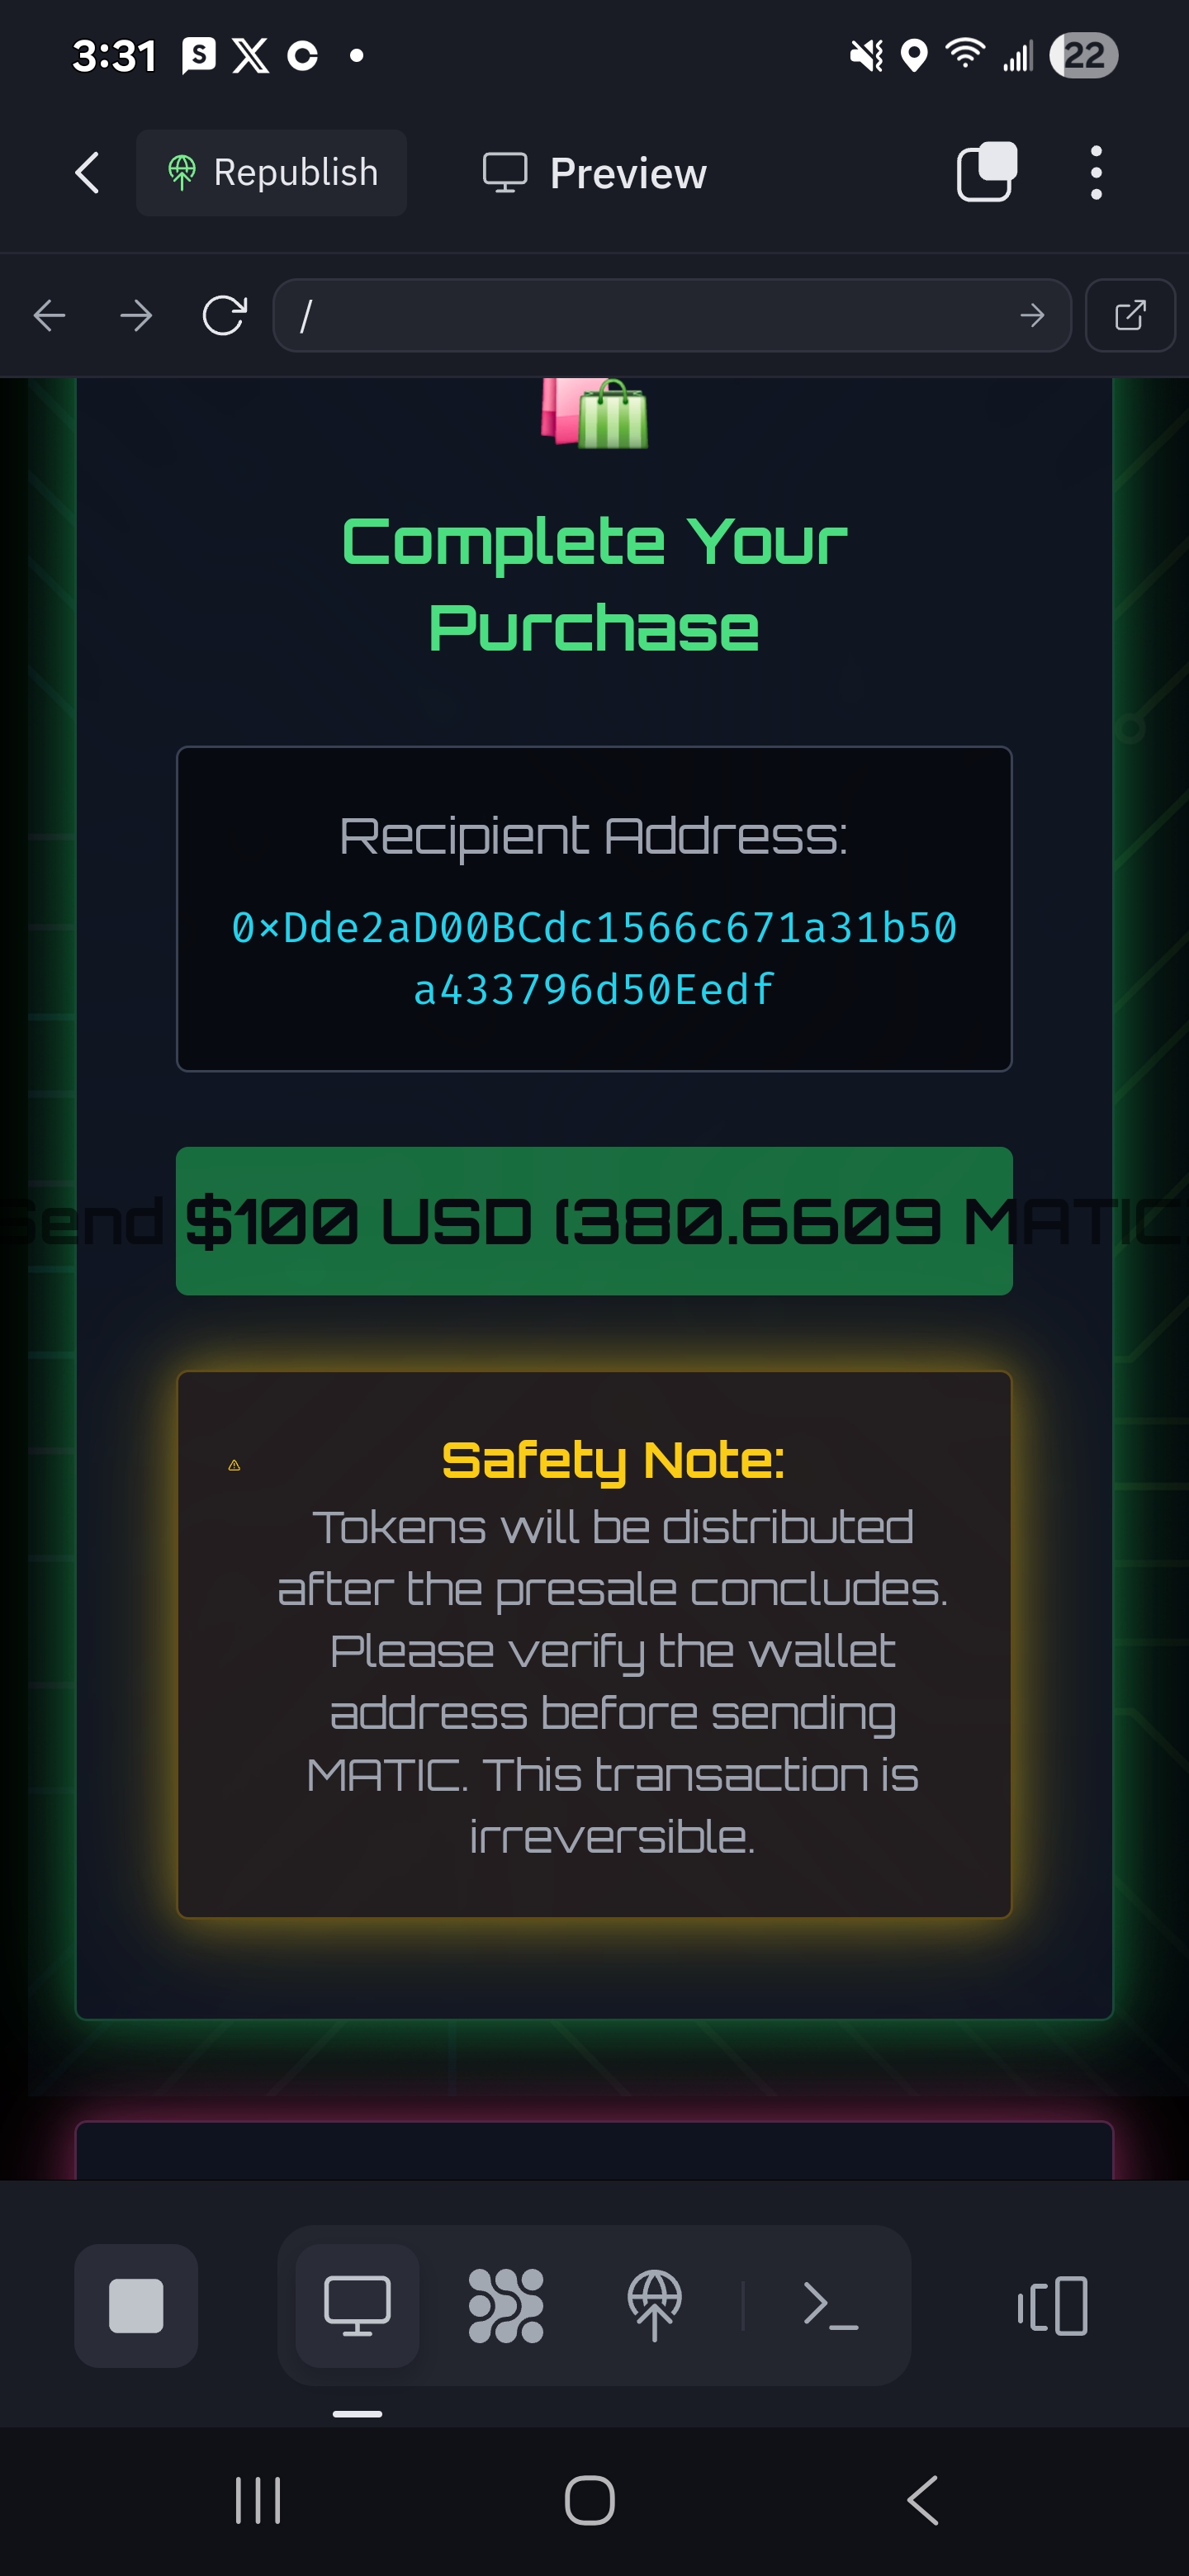 3:31
22
Republish
Preview
/
Complete Your
Purchase
Recipient Address:
0×Dde2aD00BCdc1566c671a31b50
a433796d50Eedf
Send $100 USD (380.6609 MATIC
Safety Note:
Tokens will be distributed
after the presale concludes.
Please verify the wallet
address before sending
MATIC. This transaction is
irreversible.